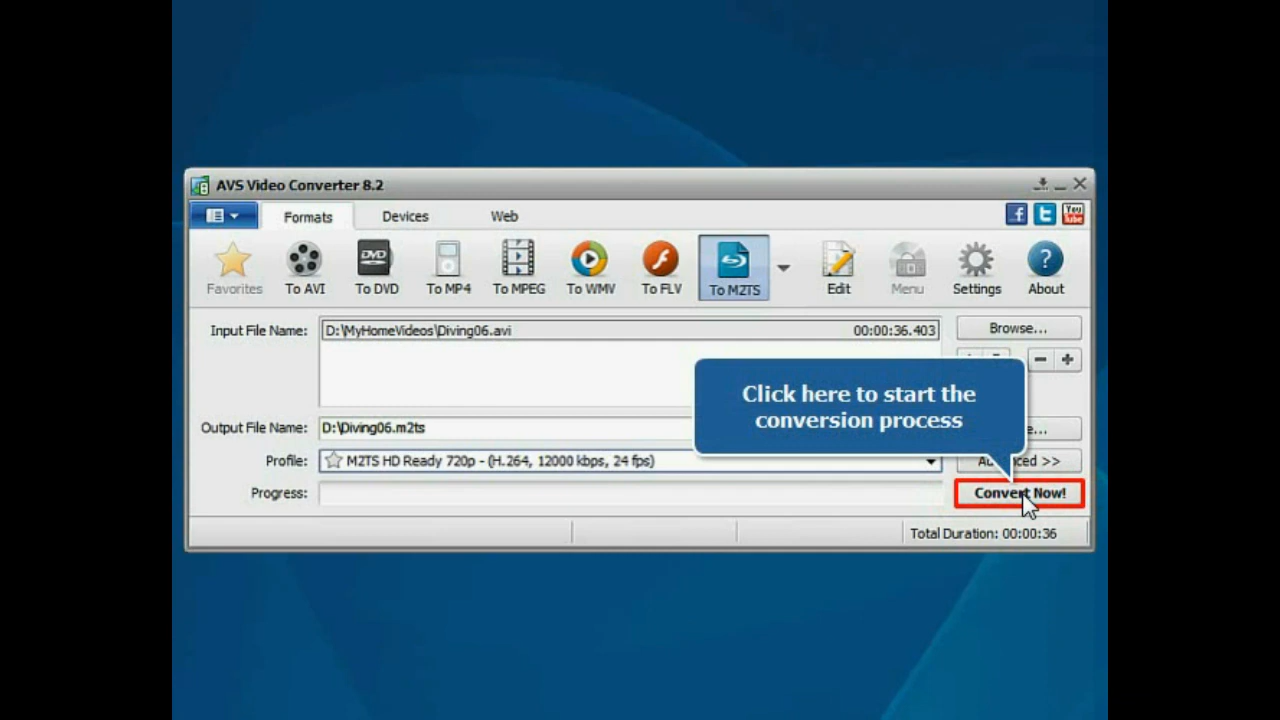 AVS Video Converter 8.2
Formats Devices Web
f t You Tube
Favorites To AVI DVD To DVD To MP4 To MPEG To WMV To FLV To M2TS Edit Menu Settings ? About
Input File Name: D:\MyHomeVideos\Diving06.avi 00:00:36.403 Browse...
Click here to start the
conversion process
Output File Name: D:\Diving06.m2ts
Profile: M2TS HD Ready 720p - (H.264, 12000 kbps, 24 fps) >>
Progress: Convert Now!
Total Duration: 00:00:36